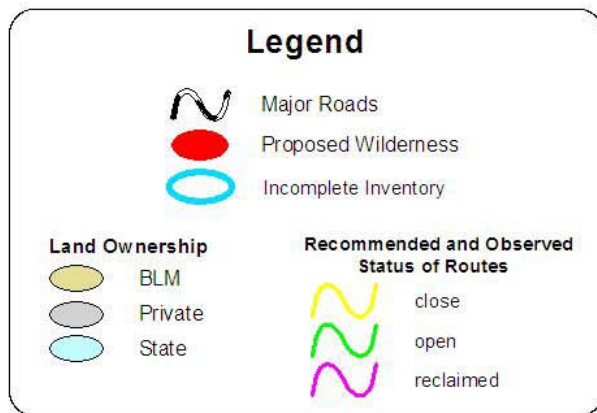 Legend
Major Roads
Proposed Wilderness
Incomplete Inventory
Land Ownership
BLM
Private
State
Recommended and Observed
Status of Routes
close
open
reclaimed